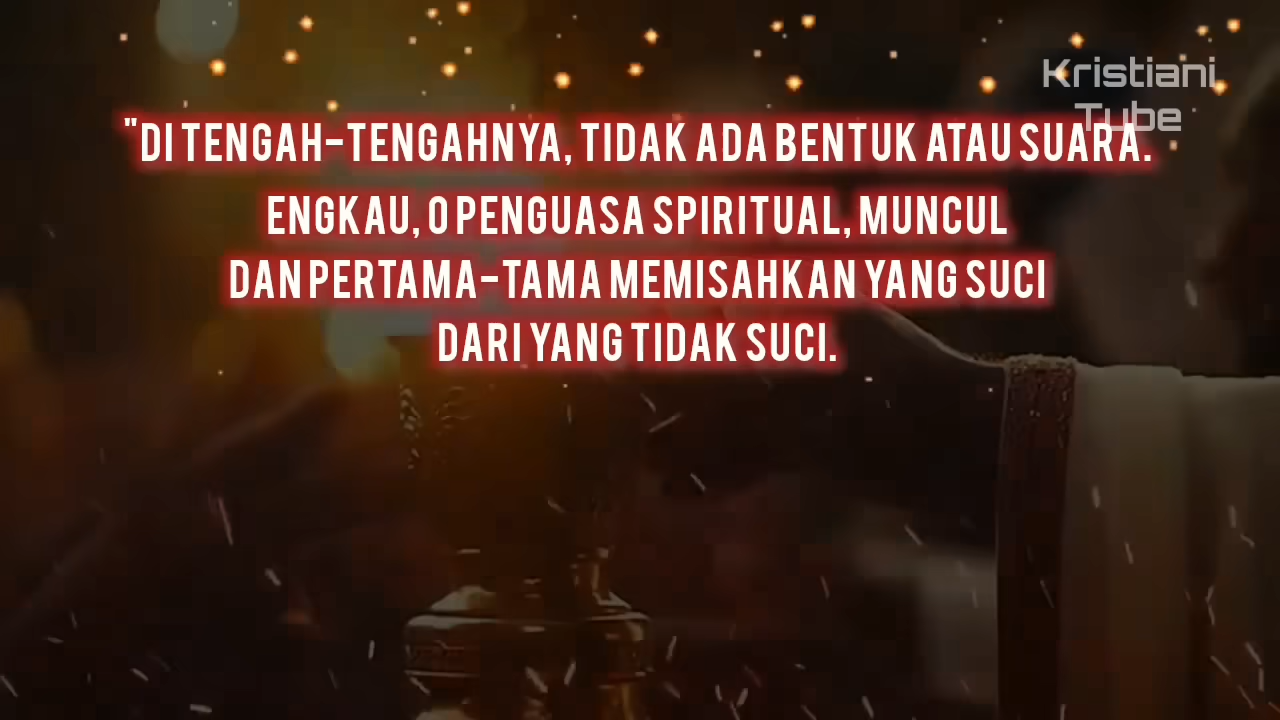 Kristiani
Tube
"DI TENGAH-TENGAHNYA, TIDAK ADA BENTUK ATAU SUARA.
ENGKAU, O PENGUASA SPIRITUAL, MUNCUL
DAN PERTAMA-TAMA MEMISAHKAN YANG SUCI
DARI YANG TIDAK SUCI.